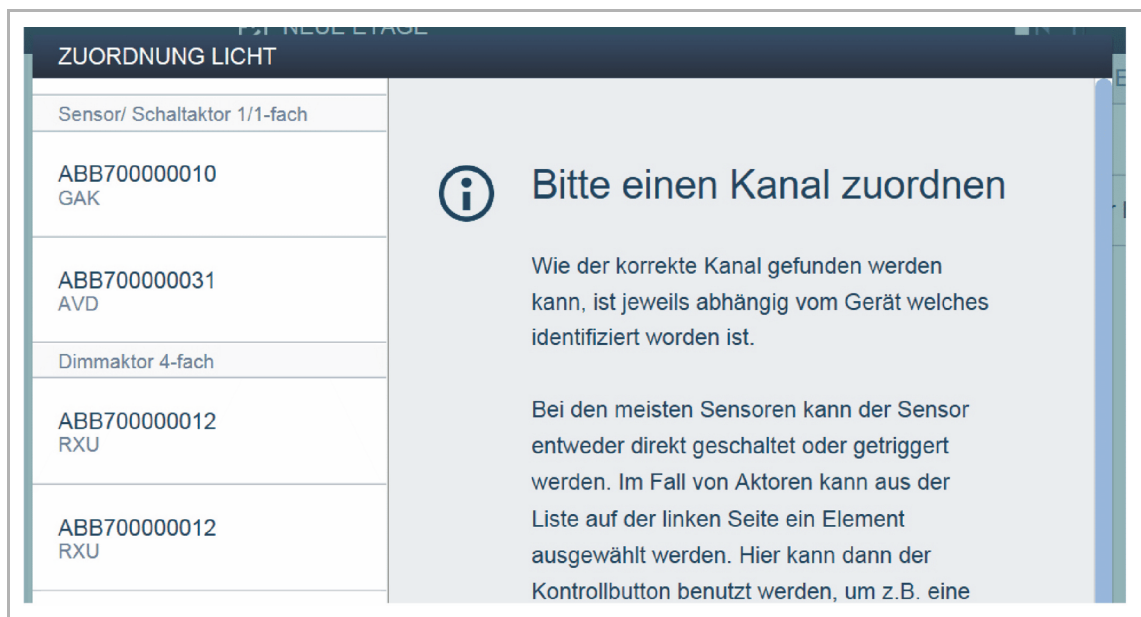 NEUE ETAGE
ZUORDNUNG LICHT
Sensor/ Schaltaktor 1/1-fach
ABB700000010
GAK
ABB700000031
AVD
Dimmaktor 4-fach
ABB700000012
RXU
ABB700000012
RXU
Bitte einen Kanal zuordnen
Wie der korrekte Kanal gefunden werden
kann, ist jeweils abhängig vom Gerät welches
identifiziert worden ist.
Bei den meisten Sensoren kann der Sensor
entweder direkt geschaltet oder getriggert
werden. Im Fall von Aktoren kann aus der
Liste auf der linken Seite ein Element
ausgewählt werden. Hier kann dann der
Kontrollbutton benutzt werden, um z.B. eine